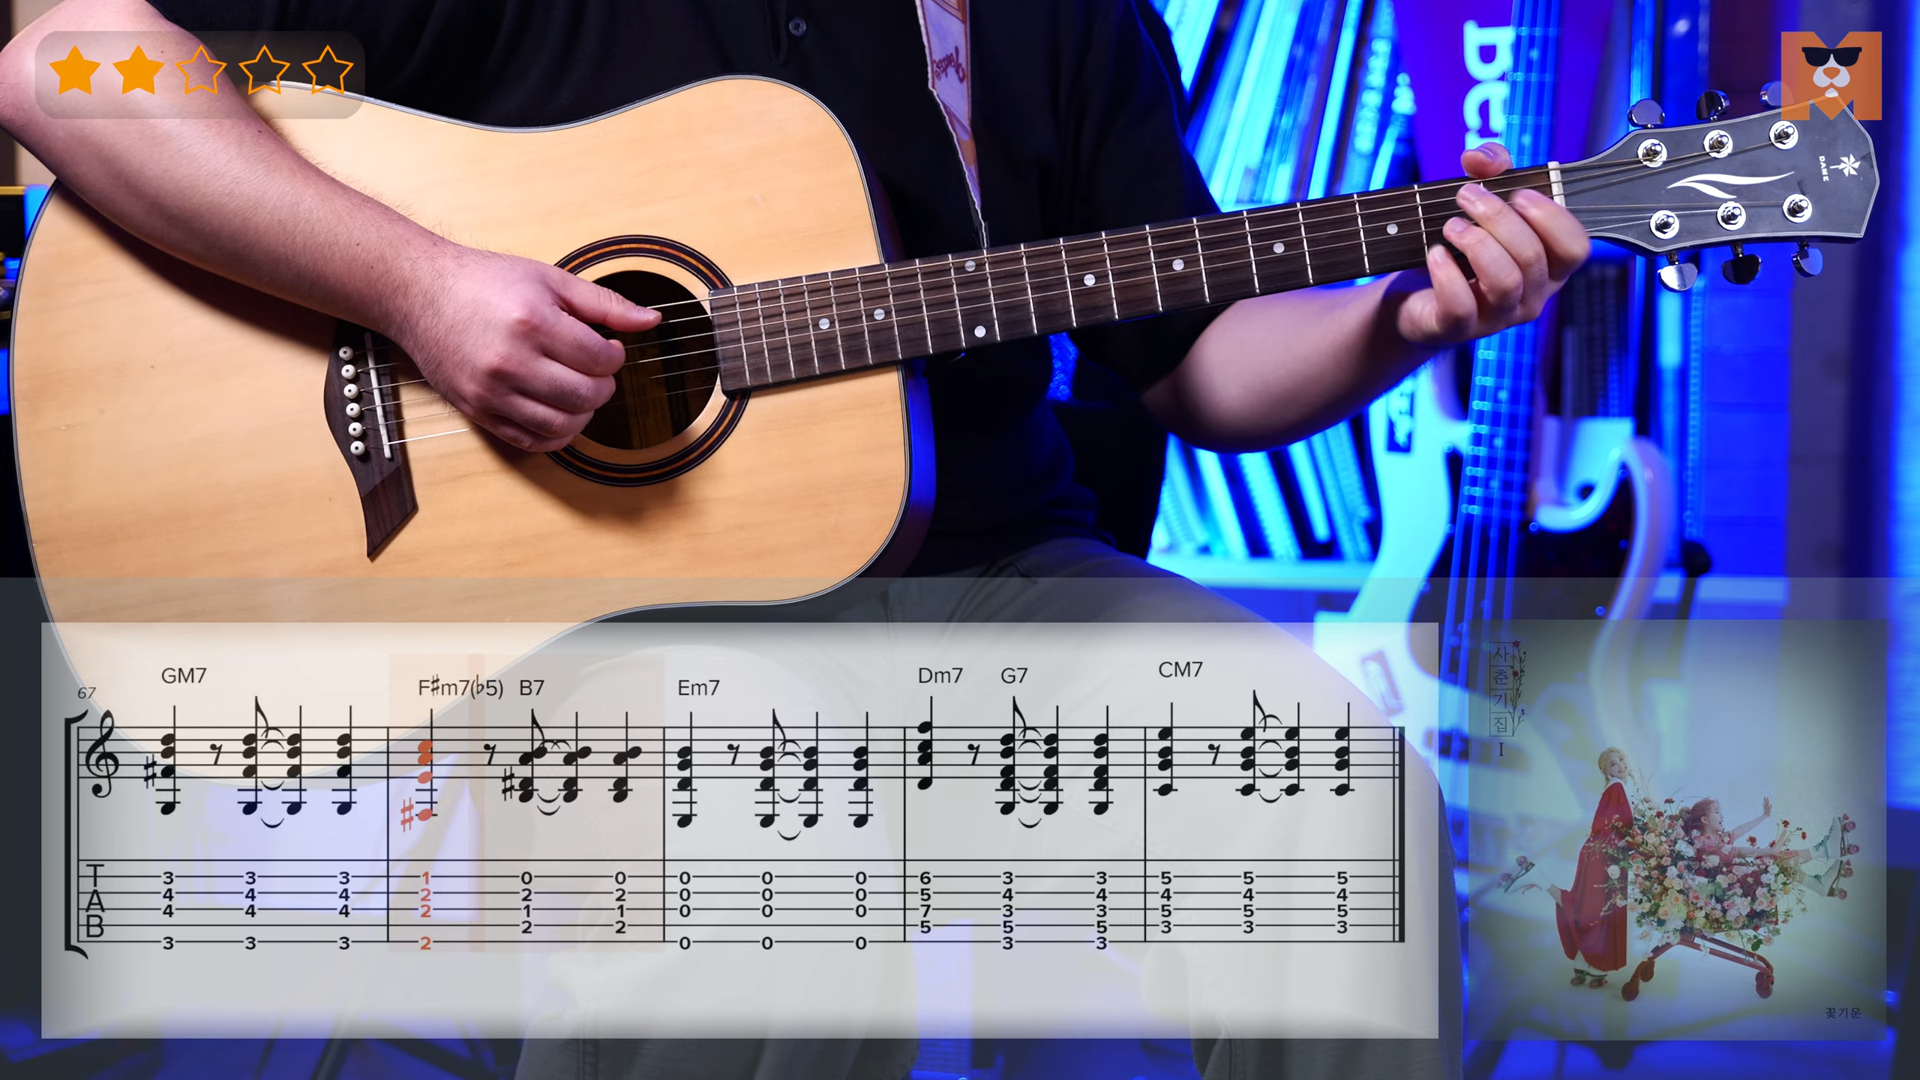 DAME
67
GM7 F#m7(♭5) B7 Em7 Dm7 G7 CM7
T 3 3 3 1 0 0 0 0 0 6 3 3 5 5 5
4 4 4 2 2 2 0 0 0 5 4 4 4 4 4
A 4 4 4 2 1 1 0 0 0 7 3 3 5 5 5
B 2 2 5 5 5 3 3 3
3 3 3 2 0 0 0 3 3
사춘기집
I
꽃기운